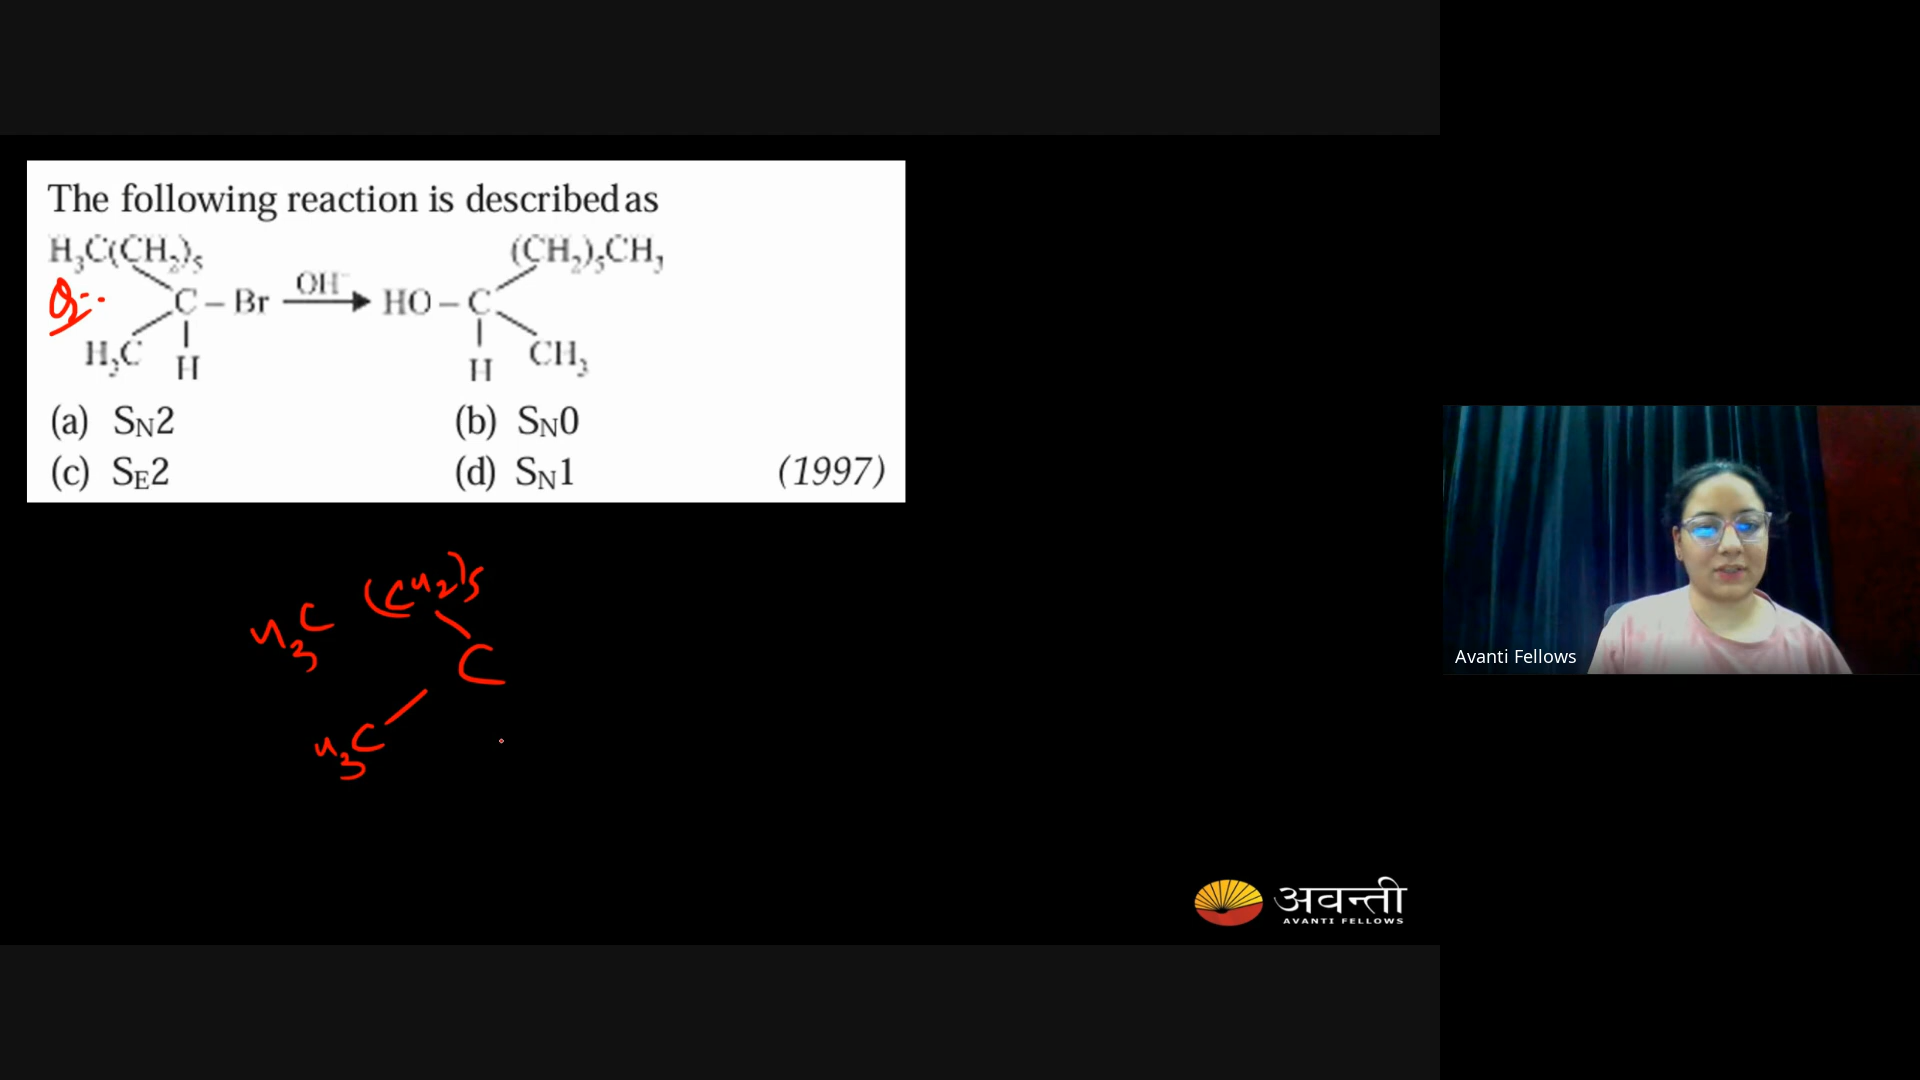 The following reaction is described as
H₃C(CH₂)₅ (CH₂)₅CH₃
Q:-
C – Br OH⁻ → HO – C
H₃C H H CH₃
(a) SN2 (b) SN0
(c) SE2 (d) SN1 (1997)
H₃C (CH₂)₅
C
H₃C
Avanti Fellows
अवन्ती
AVANTI FELLOWS